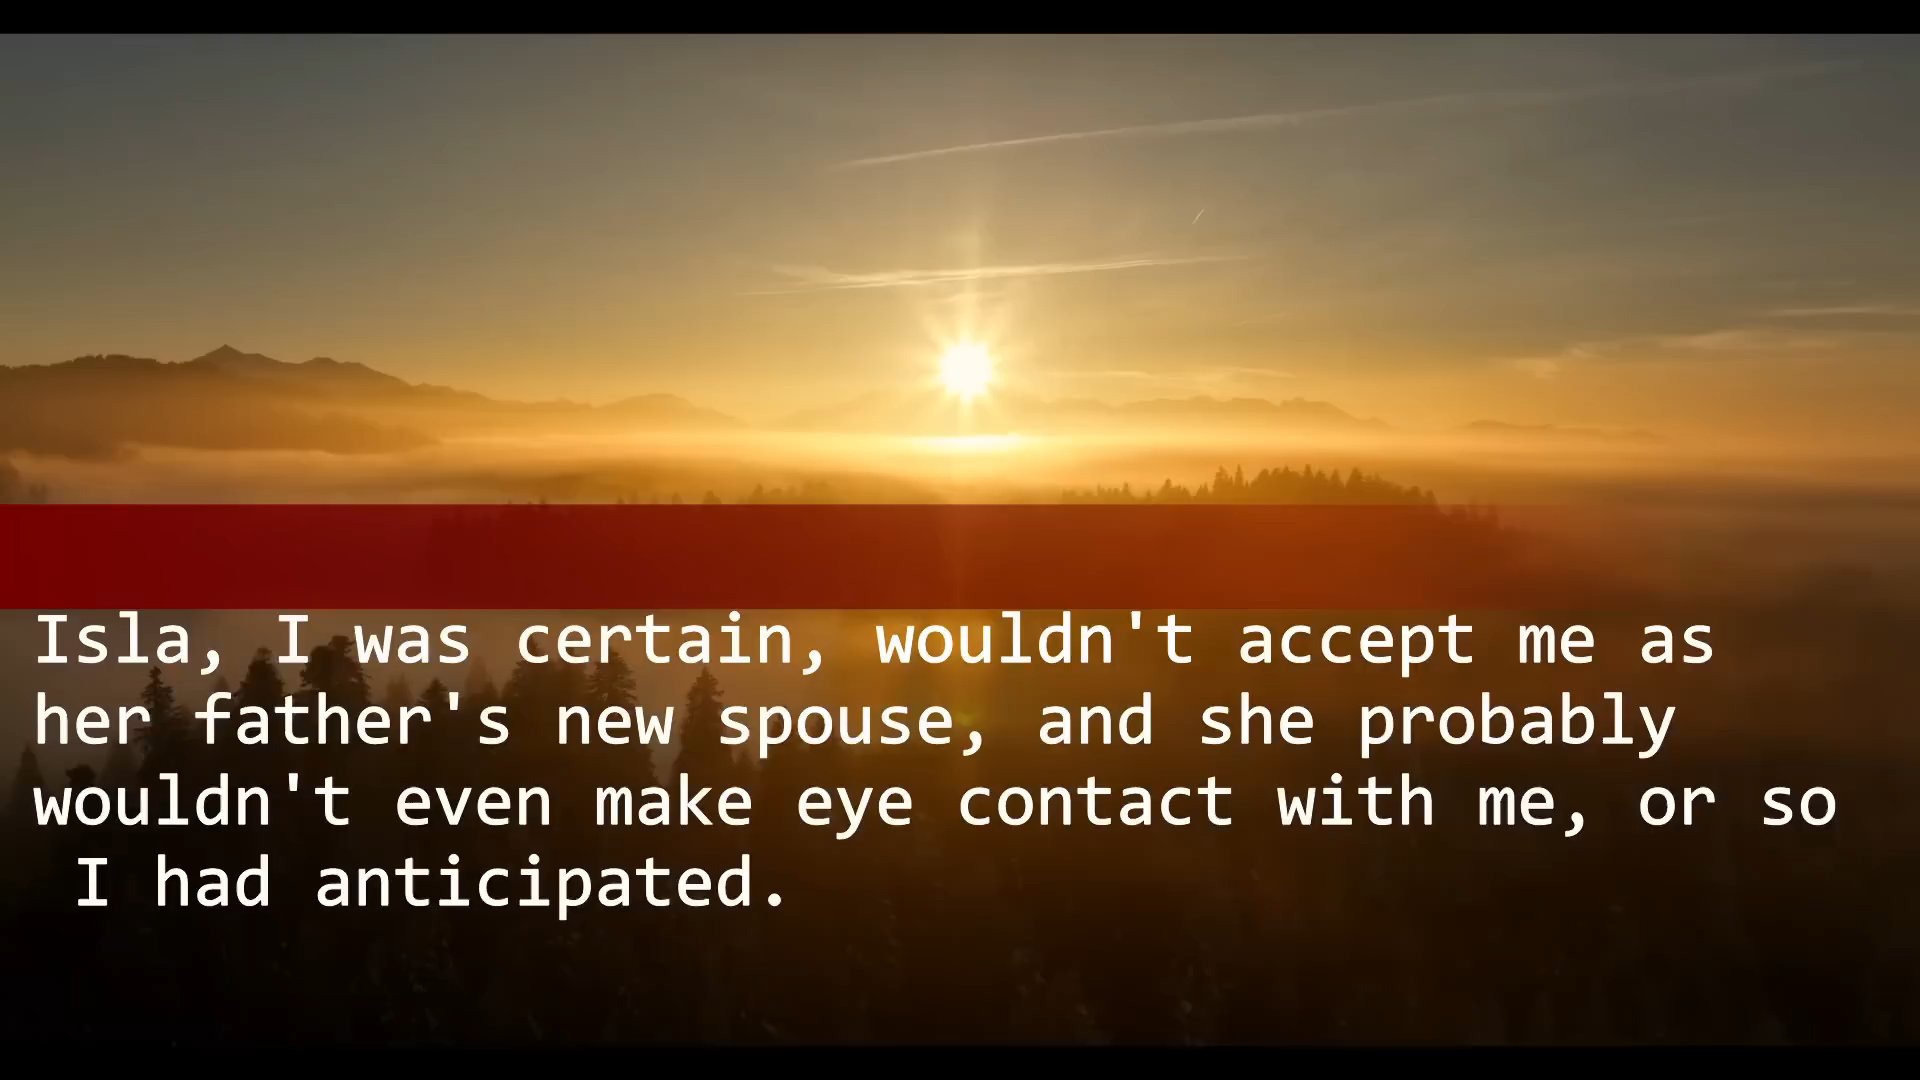 Isla, I was certain, wouldn't accept me as
her father's new spouse, and she probably
wouldn't even make eye contact with me, or so
I had anticipated.